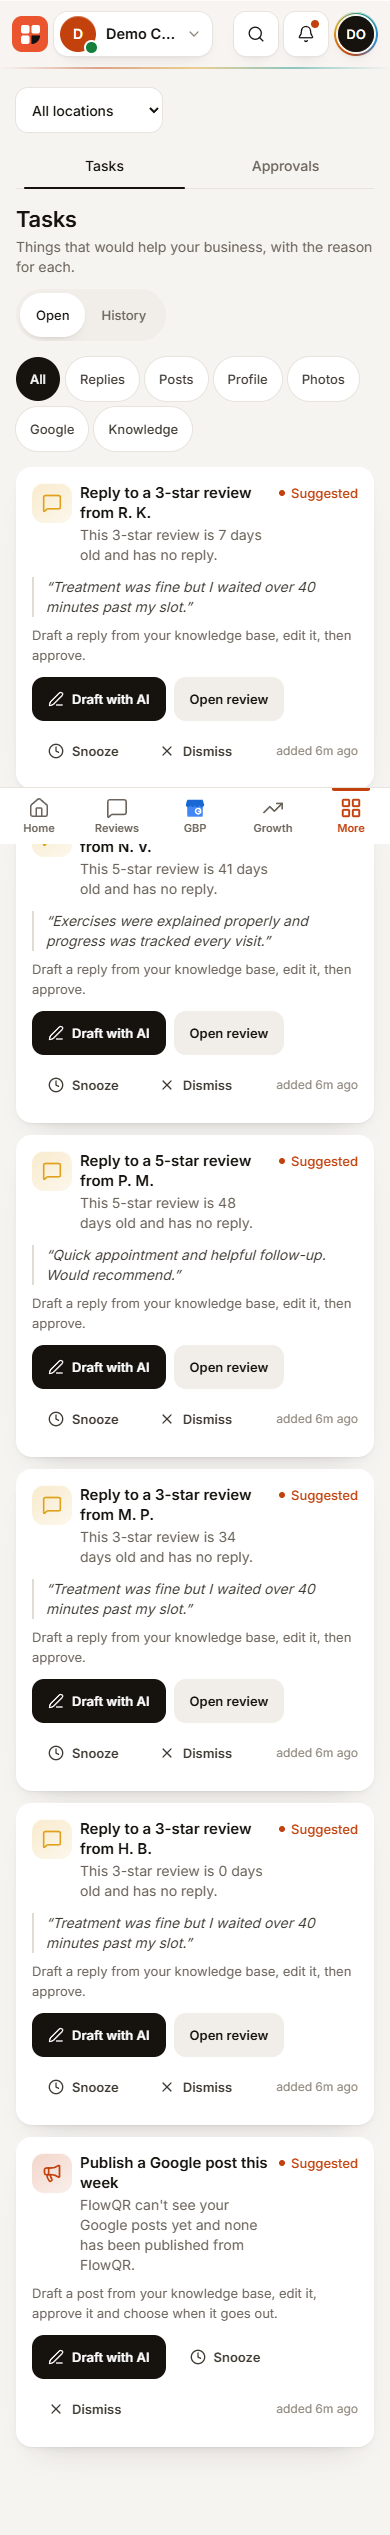 D
Demo C...
DO
All locations
Tasks
Approvals
Tasks
Things that would help your business, with the reason
for each.
Open
History
All
Replies
Posts
Profile
Photos
Google
Knowledge
Reply to a 3-star review
from R. K.
Suggested
This 3-star review is 7 days
old and has no reply.
“Treatment was fine but I waited over 40
minutes past my slot.”
Draft a reply from your knowledge base, edit it, then
approve.
Draft with AI
Open review
Snooze
Dismiss
added 6m ago
Home
Reviews
GBP
Growth
More
from N. V.
This 5-star review is 41 days
old and has no reply.
“Exercises were explained properly and
progress was tracked every visit.”
Draft a reply from your knowledge base, edit it, then
approve.
Draft with AI
Open review
Snooze
Dismiss
added 6m ago
Reply to a 5-star review
from P. M.
Suggested
This 5-star review is 48
days old and has no reply.
“Quick appointment and helpful follow-up.
Would recommend.”
Draft a reply from your knowledge base, edit it, then
approve.
Draft with AI
Open review
Snooze
Dismiss
added 6m ago
Reply to a 3-star review
from M. P.
Suggested
This 3-star review is 34
days old and has no reply.
“Treatment was fine but I waited over 40
minutes past my slot.”
Draft a reply from your knowledge base, edit it, then
approve.
Draft with AI
Open review
Snooze
Dismiss
added 6m ago
Reply to a 3-star review
from H. B.
Suggested
This 3-star review is 0 days
old and has no reply.
“Treatment was fine but I waited over 40
minutes past my slot.”
Draft a reply from your knowledge base, edit it, then
approve.
Draft with AI
Open review
Snooze
Dismiss
added 6m ago
Publish a Google post this
week
Suggested
FlowQR can't see your
Google posts yet and none
has been published from
FlowQR.
Draft a post from your knowledge base, edit it,
approve it and choose when it goes out.
Draft with AI
Snooze
Dismiss
added 6m ago